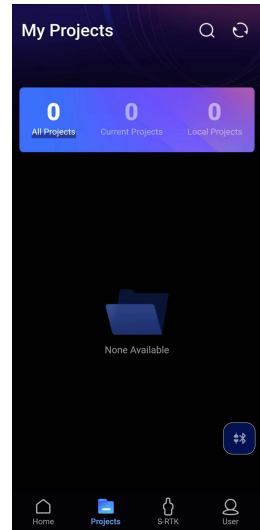 My Projects
0 0 0
All Projects Current Projects Local Projects
None Available
Home Projects S-RTK User